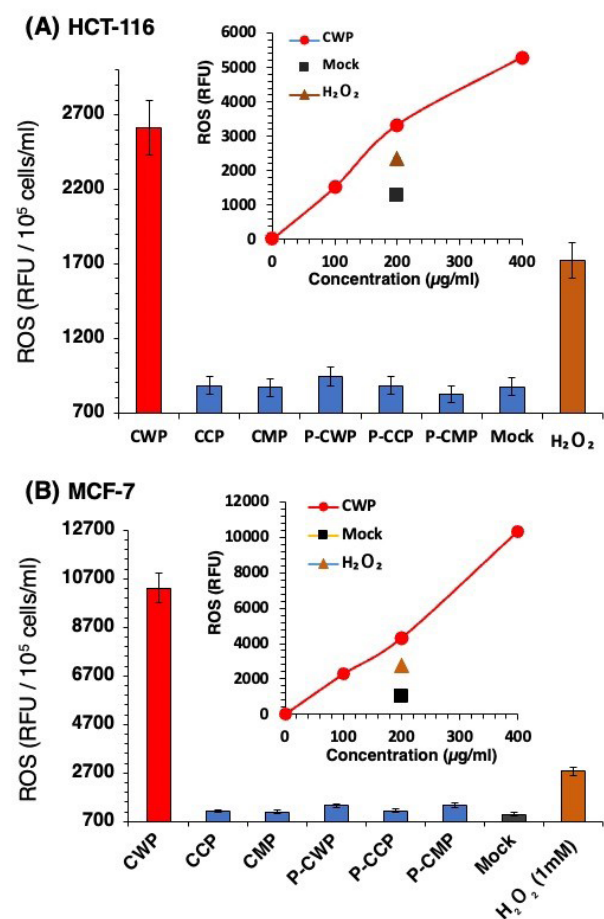 (A) HCT-116
ROS (RFU / 10⁵ cells/ml)
2700
2200
1700
1200
700
CWP CCP CMP P-CWP P-CCP P-CMP Mock H₂O₂
CWP
Mock
H₂O₂
ROS (RFU)
6000
5000
4000
3000
2000
1000
0
0 100 200 300 400
Concentration (µg/ml)
(B) MCF-7
ROS (RFU / 10⁵ cells/ml)
12700
10700
8700
6700
4700
2700
700
CWP CCP CMP P-CWP P-CCP P-CMP Mock H₂O₂ (1mM)
CWP
Mock
H₂O₂
ROS (RFU)
12000
10000
8000
6000
4000
2000
0
0 100 200 300 400
Concentration (µg/ml)